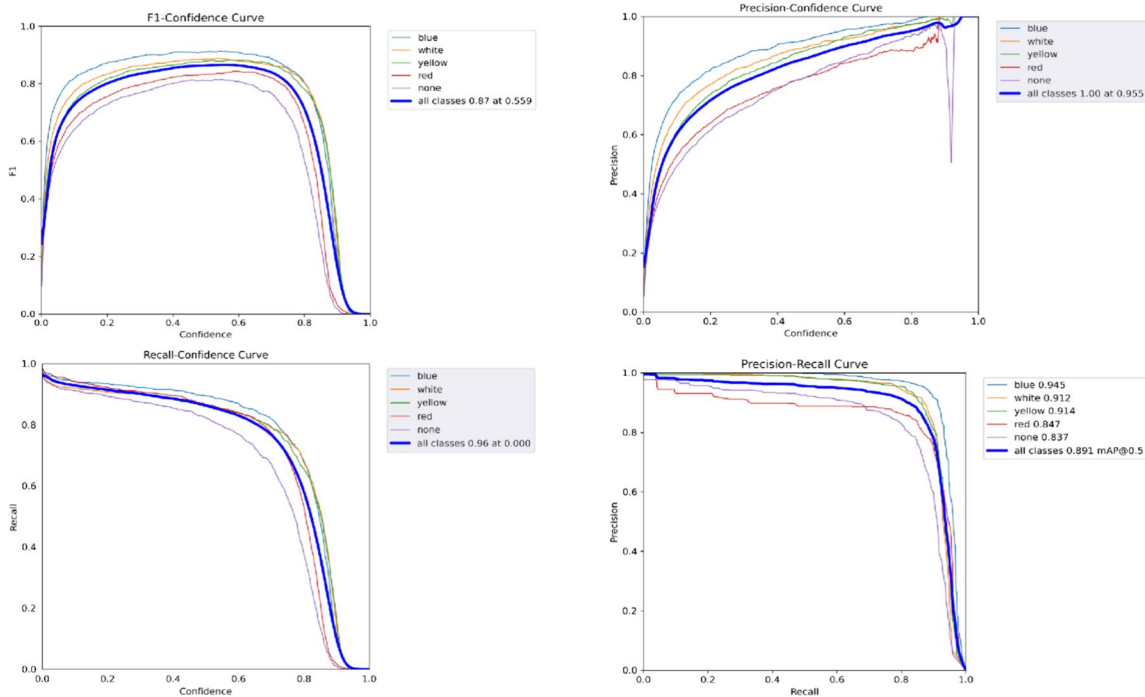 F1-Confidence Curve
1.0
0.8
0.6
0.4
0.2
0.0
F1
0.0 0.2 0.4 0.6 0.8 1.0
Confidence
blue
white
yellow
red
none
all classes 0.87 at 0.559
Precision-Confidence Curve
1.0
0.8
0.6
0.4
0.2
0.0
Precision
0.0 0.2 0.4 0.6 0.8 1.0
Confidence
blue
white
yellow
red
none
all classes 1.00 at 0.955
Recall-Confidence Curve
1.0
0.8
0.6
0.4
0.2
0.0
Recall
0.0 0.2 0.4 0.6 0.8 1.0
Confidence
blue
white
yellow
red
none
all classes 0.96 at 0.000
Precision-Recall Curve
1.0
0.8
0.6
0.4
0.2
0.0
Precision
0.0 0.2 0.4 0.6 0.8 1.0
Recall
blue 0.945
white 0.912
yellow 0.914
red 0.847
none 0.837
all classes 0.891 mAP@0.5